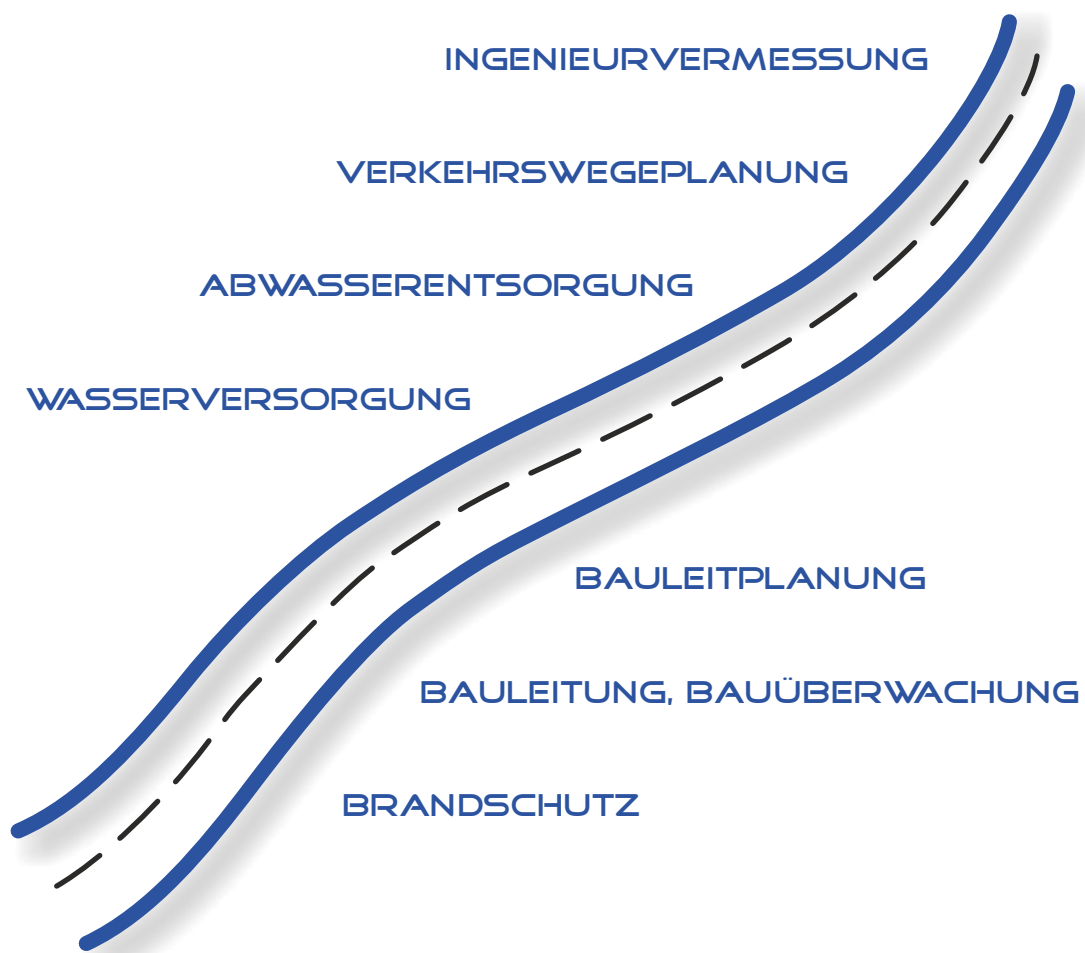 INGENIEURVERMESSUNG
VERKEHRSWEGEPLANUNG
ABWASSERENTSORGUNG
WASSERVERSORGUNG
BAULEITPLANUNG
BAULEITUNG, BAUÜBERWACHUNG
BRANDSCHUTZ